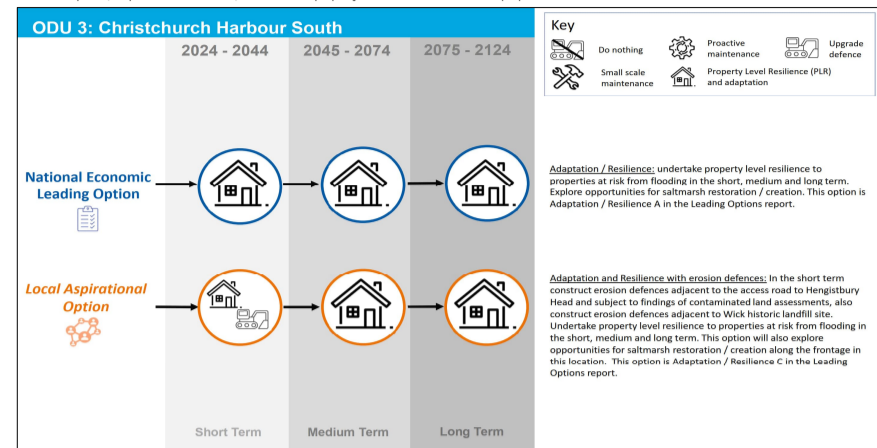 ODU 3: Christchurch Harbour South
2024 - 2044
2045 - 2074
2075 - 2124
Key
Do nothing
Proactive
maintenance
Upgrade
defence
Small scale
maintenance
Property Level Resilience (PLR)
and adaptation
National Economic
Leading Option
Adaptation / Resilience: undertake property level resilience to
properties at risk from flooding in the short, medium and long term.
Explore opportunities for saltmarsh restoration / creation. This option is
Adaptation / Resilience A in the Leading Options report.
Local Aspirational
Option
Adaptation and Resilience with erosion defences: In the short term
construct erosion defences adjacent to the access road to Hengistbury
Head and subject to findings of contaminated land assessments, also
construct erosion defences adjacent to Wick historic landfill site.
Undertake property level resilience to properties at risk from flooding in
the short, medium and long term. This option will also explore
opportunities for saltmarsh restoration / creation along the frontage in
this location. This option is Adaptation / Resilience C in the Leading
Options report.
Short Term
Medium Term
Long Term